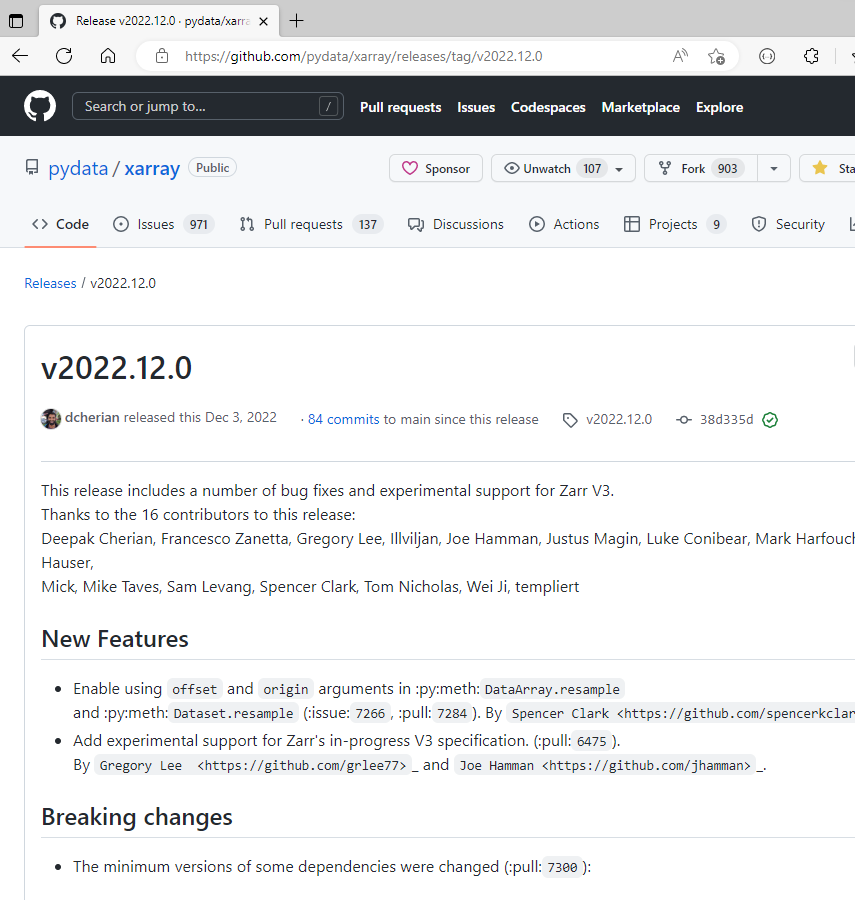 Release v2022.12.0 · pydata/xarra
https://github.com/pydata/xarray/releases/tag/v2022.12.0
Search or jump to... / Pull requests Issues Codespaces Marketplace Explore
pydata / xarray Public Sponsor Unwatch 107 Fork 903 Sta
Code Issues 971 Pull requests 137 Discussions Actions Projects 9 Security
Releases / v2022.12.0
v2022.12.0
dcherian released this Dec 3, 2022 · 84 commits to main since this release v2022.12.0 38d335d
This release includes a number of bug fixes and experimental support for Zarr V3.
Thanks to the 16 contributors to this release:
Deepak Cherian, Francesco Zanetta, Gregory Lee, Illviljan, Joe Hamman, Justus Magin, Luke Conibear, Mark Harfouch
Hauser,
Mick, Mike Taves, Sam Levang, Spencer Clark, Tom Nicholas, Wei Ji, templiert
New Features
• Enable using offset and origin arguments in :py:meth: DataArray.resample
and :py:meth: Dataset.resample (:issue: 7266 , :pull: 7284 ). By Spencer Clark <https://github.com/spencerkclar
• Add experimental support for Zarr's in-progress V3 specification. (:pull: 6475 ).
By Gregory Lee <https://github.com/grlee77> _ and Joe Hamman <https://github.com/jhamman> _.
Breaking changes
• The minimum versions of some dependencies were changed (:pull: 7300 ):